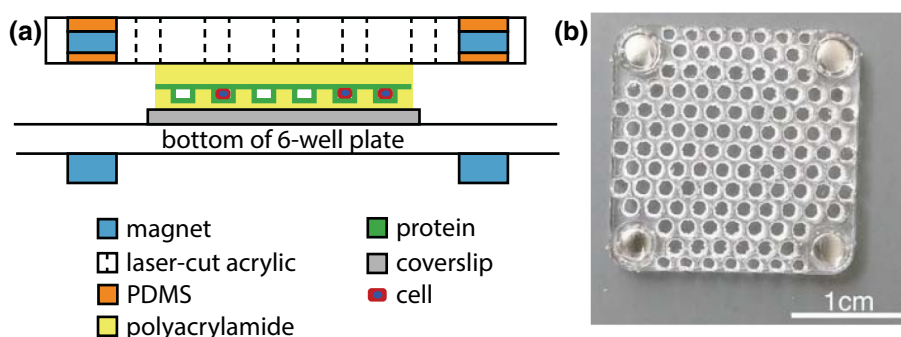 (a)
(b)
bottom of 6-well plate
magnet
laser-cut acrylic
PDMS
polyacrylamide
protein
coverslip
cell
1cm